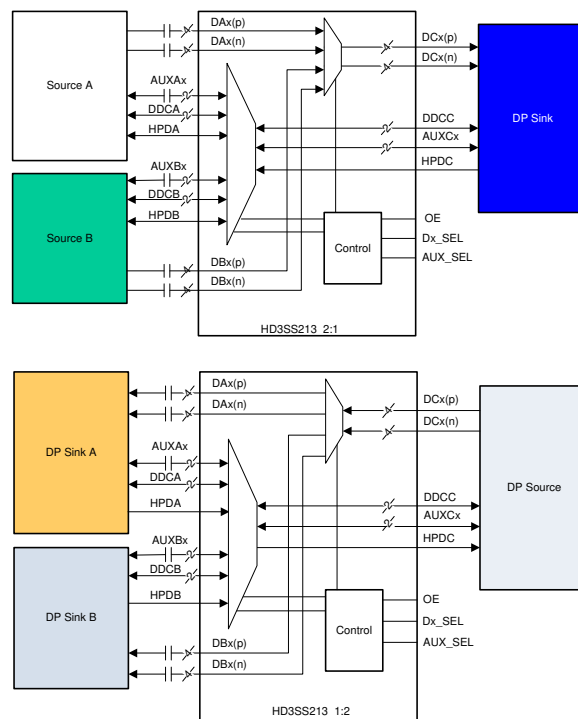 DAx(p)
DAx(n)
DCx(p)
DCx(n)
Source A
AUXAx
DDCA
HPDA
DDCC
AUXCx
HPDC
DP Sink
AUXBx
DDCB
HPDB
Source B
Control
OE
Dx_SEL
AUX_SEL
DBx(p)
DBx(n)
HD3SS213 2:1
DAx(p)
DAx(n)
DCx(p)
DCx(n)
DP Sink A
AUXAx
DDCA
HPDA
DDCC
AUXCx
HPDC
DP Source
AUXBx
DDCB
HPDB
DP Sink B
Control
OE
Dx_SEL
AUX_SEL
DBx(p)
DBx(n)
HD3SS213 1:2